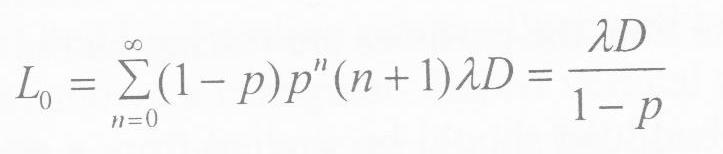 $L_0 = \sum_{n=0}^{\infty} (1 - p) p^n (n + 1) \lambda D = \frac{\lambda D}{1 - p}$